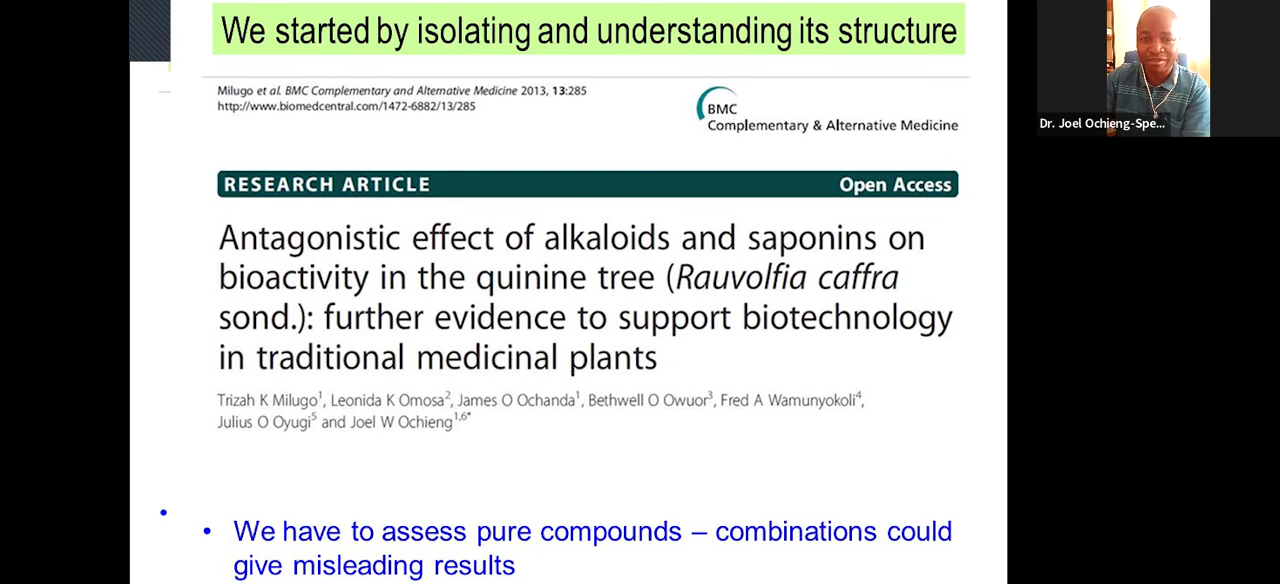 We started by isolating and understanding its structure
Milugo et al. BMC Complementary and Alternative Medicine 2013, 13:285
http://www.biomedcentral.com/1472-6882/13/285
BMC
Complementary & Alternative Medicine
RESEARCH ARTICLE
Open Access
Antagonistic effect of alkaloids and saponins on
bioactivity in the quinine tree (Rauvolfia caffra
sond.): further evidence to support biotechnology
in traditional medicinal plants
Trizah K Milugo1, Leonida K Omosa2, James O Ochanda1, Bethwell O Owuor3, Fred A Wamunyokoli4,
Julius O Oyugi5 and Joel W Ochieng1,6*
• We have to assess pure compounds – combinations could
give misleading results
Dr. Joel Ochieng-Spe...